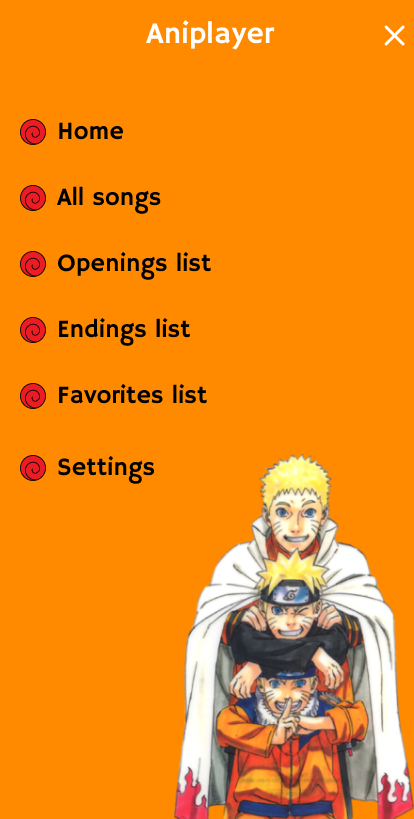 Aniplayer
Home
All songs
Openings list
Endings list
Favorites list
Settings